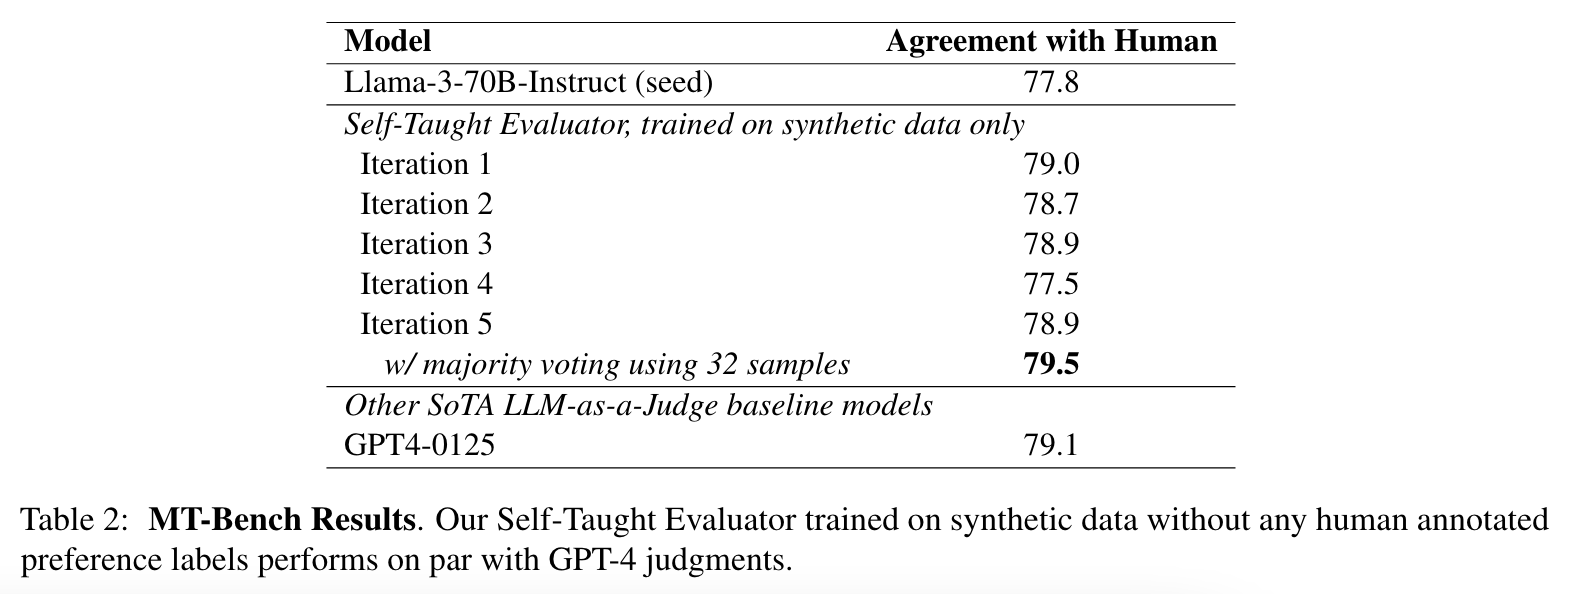 Model Agreement with Human
Llama-3-70B-Instruct (seed) 77.8
Self-Taught Evaluator, trained on synthetic data only
Iteration 1 79.0
Iteration 2 78.7
Iteration 3 78.9
Iteration 4 77.5
Iteration 5 78.9
w/ majority voting using 32 samples 79.5
Other SoTA LLM-as-a-Judge baseline models
GPT4-0125 79.1
Table 2: MT-Bench Results. Our Self-Taught Evaluator trained on synthetic data without any human annotated
preference labels performs on par with GPT-4 judgments.